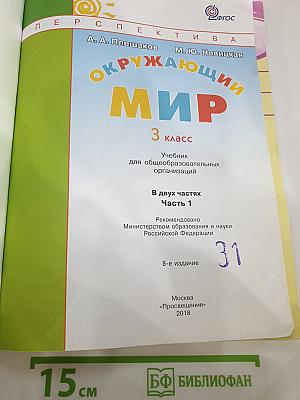 ФГОС
ПЕРСПЕКТИВА
А. А. Плешаков М. Ю. Новицкая
ОКРУЖАЮЩИЙ
МИР
3 класс
Учебник
для общеобразовательных
организаций
В двух частях
Часть 1
Рекомендовано
Министерством образования и науки
Российской Федерации
8-е издание
31
Москва
«Просвещение»
2018
15 см
БФ БИБЛИОФАН